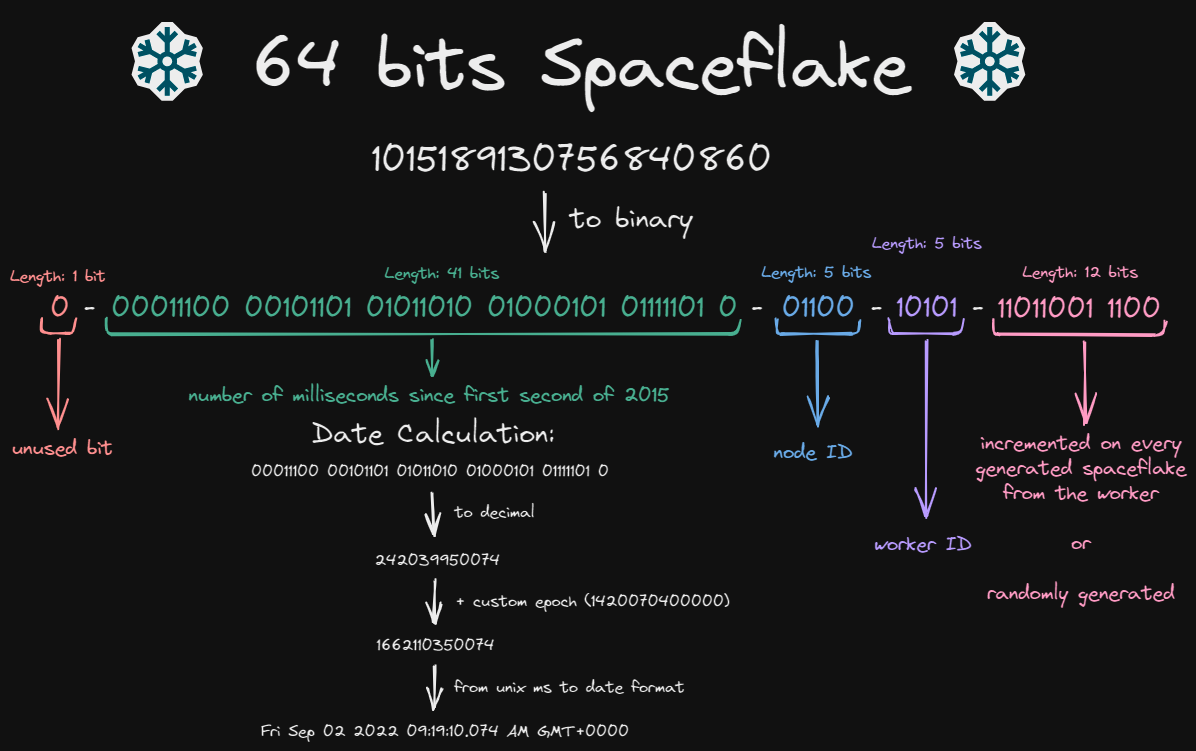 64 bits Spaceflake
1015189130756840860
to binary
Length: 1 bit
Length: 41 bits
Length: 5 bits
Length: 5 bits
Length: 12 bits
0 - 00011100 00101101 01011010 01000101 01111101 0 - 01100 - 10101 - 11011001 1100
unused bit
number of milliseconds since first second of 2015
Date Calculation:
00011100 00101101 01011010 01000101 01111101 0
to decimal
242039950074
+ custom epoch (1420070400000)
1662110350074
from unix ms to date format
Fri Sep 02 2022 09:19:10.074 AM GMT+0000
node ID
worker ID
incremented on every
generated spaceflake
from the worker
or
randomly generated